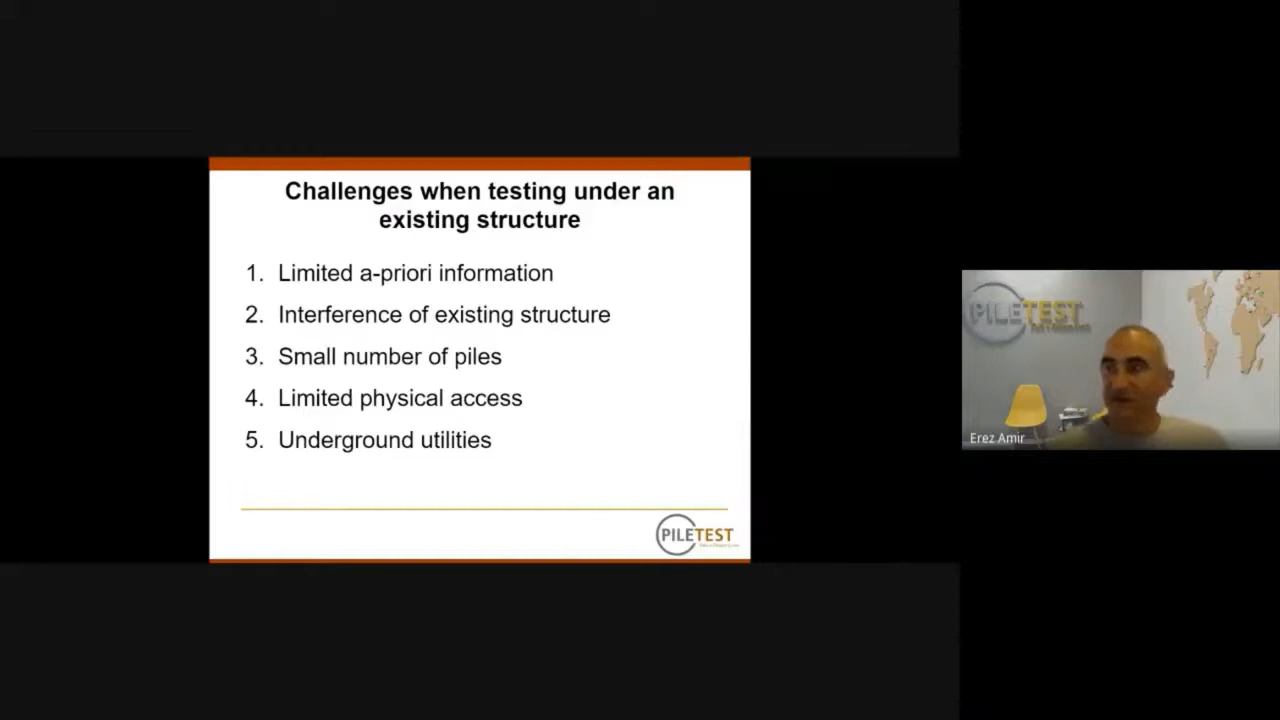 Challenges when testing under an
existing structure
1. Limited a-priori information
2. Interference of existing structure
3. Small number of piles
4. Limited physical access
5. Underground utilities
PILETEST
PILETEST
Erez Amir